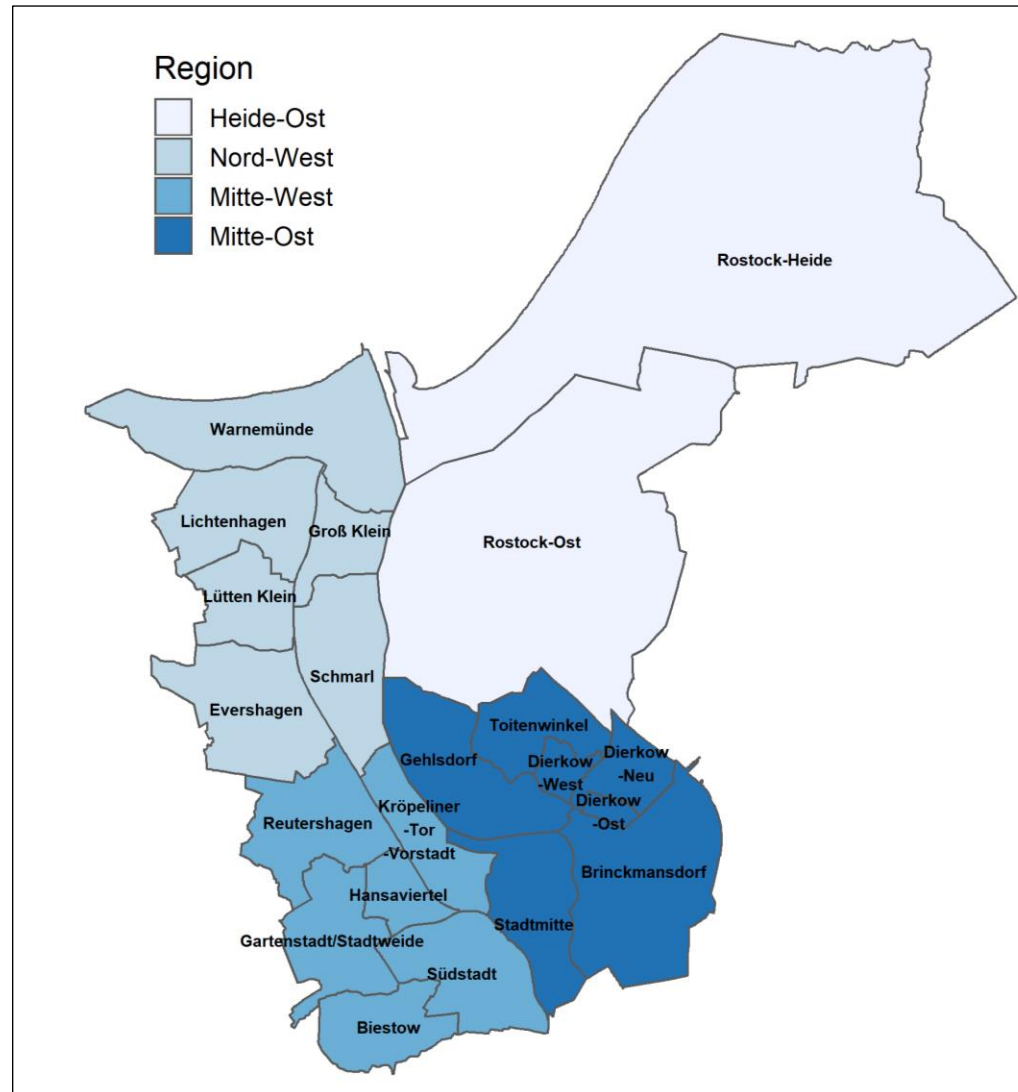 Region
Heide-Ost
Nord-West
Mitte-West
Mitte-Ost
Rostock-Heide
Warnemünde
Lichtenhagen
Groß Klein
Rostock-Ost
Lütten Klein
Schmarl
Evershagen
Toitenwinkel
Gehlsdorf
Dierkow
-West
Dierkow
-Neu
Dierkow
-Ost
Kröpeliner
-Tor
-Vorstadt
Reutershagen
Brinckmansdorf
Hansaviertel
Stadtmitte
Gartenstadt/Stadtweide
Südstadt
Biestow